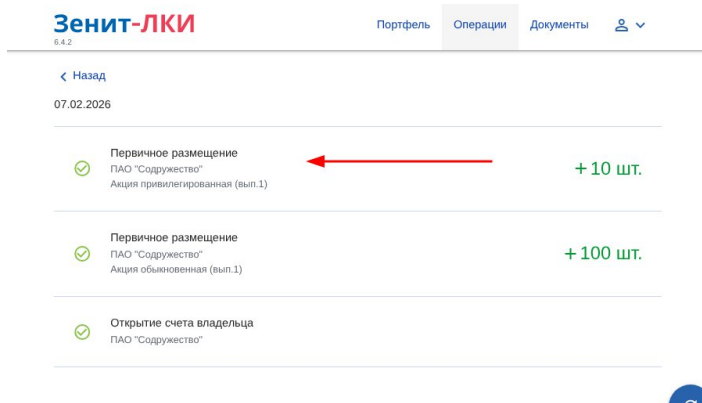 Зенит-ЛКИ
6.4.2
Портфель Операции Документы
Назад
07.02.2026
Первичное размещение
ПАО "Содружество"
Акция привилегированная (вып.1)
+10 шт.
Первичное размещение
ПАО "Содружество"
Акция обыкновенная (вып.1)
+100 шт.
Открытие счета владельца
ПАО "Содружество"